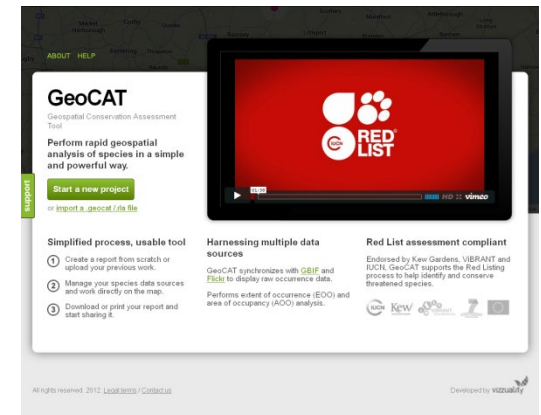 ABOUT HELP
GeoCAT
Geospatial Conservation Assessment
Tool
Perform rapid geospatial
analysis of species in a simple
and powerful way.
Start a new project
or import a .geocat /.rla file
support
IUCN
RED
LIST
01:30
HD
vimeo
Simplified process, usable tool
1 Create a report from scratch or
upload your previous work.
2 Manage your species data sources
and work directly on the map.
3 Download or print your report and
start sharing it.
Harnessing multiple data
sources
GeoCAT synchronizes with GBIF and
Flickr to display raw occurrence data.
Performs extent of occurrence (EOO) and
area of occupancy (AOO) analysis.
Red List assessment compliant
Endorsed by Kew Gardens, ViBRANT and
IUCN, GeoCAT supports the Red Listing
process to help identify and conserve
threatened species.
IUCN Kew
All rights reserved. 2012. Legal terms / Contact us
Developed by vizzuality